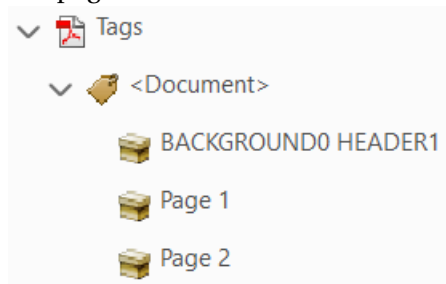 Tags
<Document>
BACKGROUND0 HEADER1
Page 1
Page 2